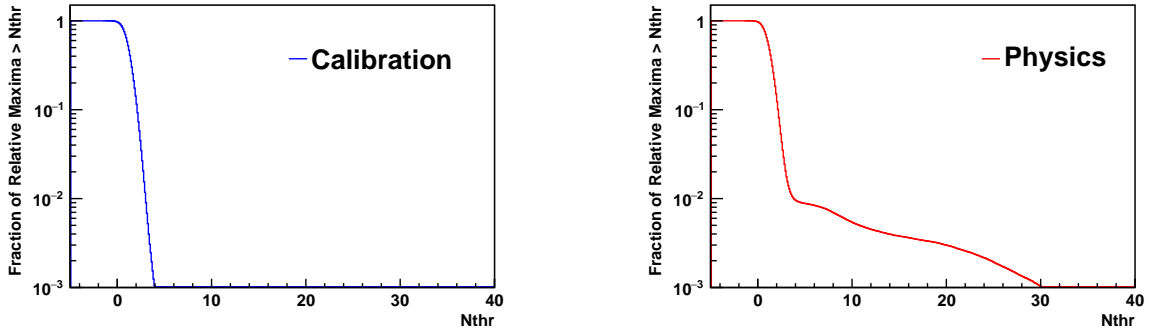 Fraction of Relative Maxima > Nthr
1
10⁻¹
10⁻²
10⁻³
0 10 20 30 40
Nthr
Calibration
Fraction of Relative Maxima > Nthr
1
10⁻¹
10⁻²
10⁻³
0 10 20 30 40
Nthr
Physics